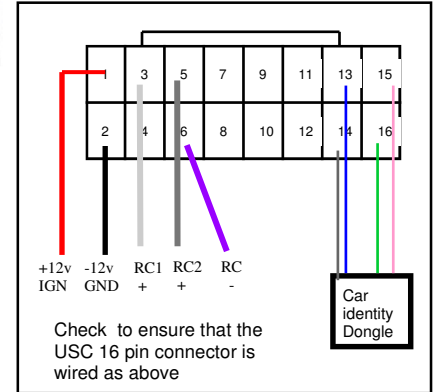 1 3 5 7 9 11 13 15
2 4 6 8 10 12 14 16
+12v -12v RC1 RC2 RC
IGN GND + + -
Car
identity
Dongle
Check to ensure that the
USC 16 pin connector is
wired as above